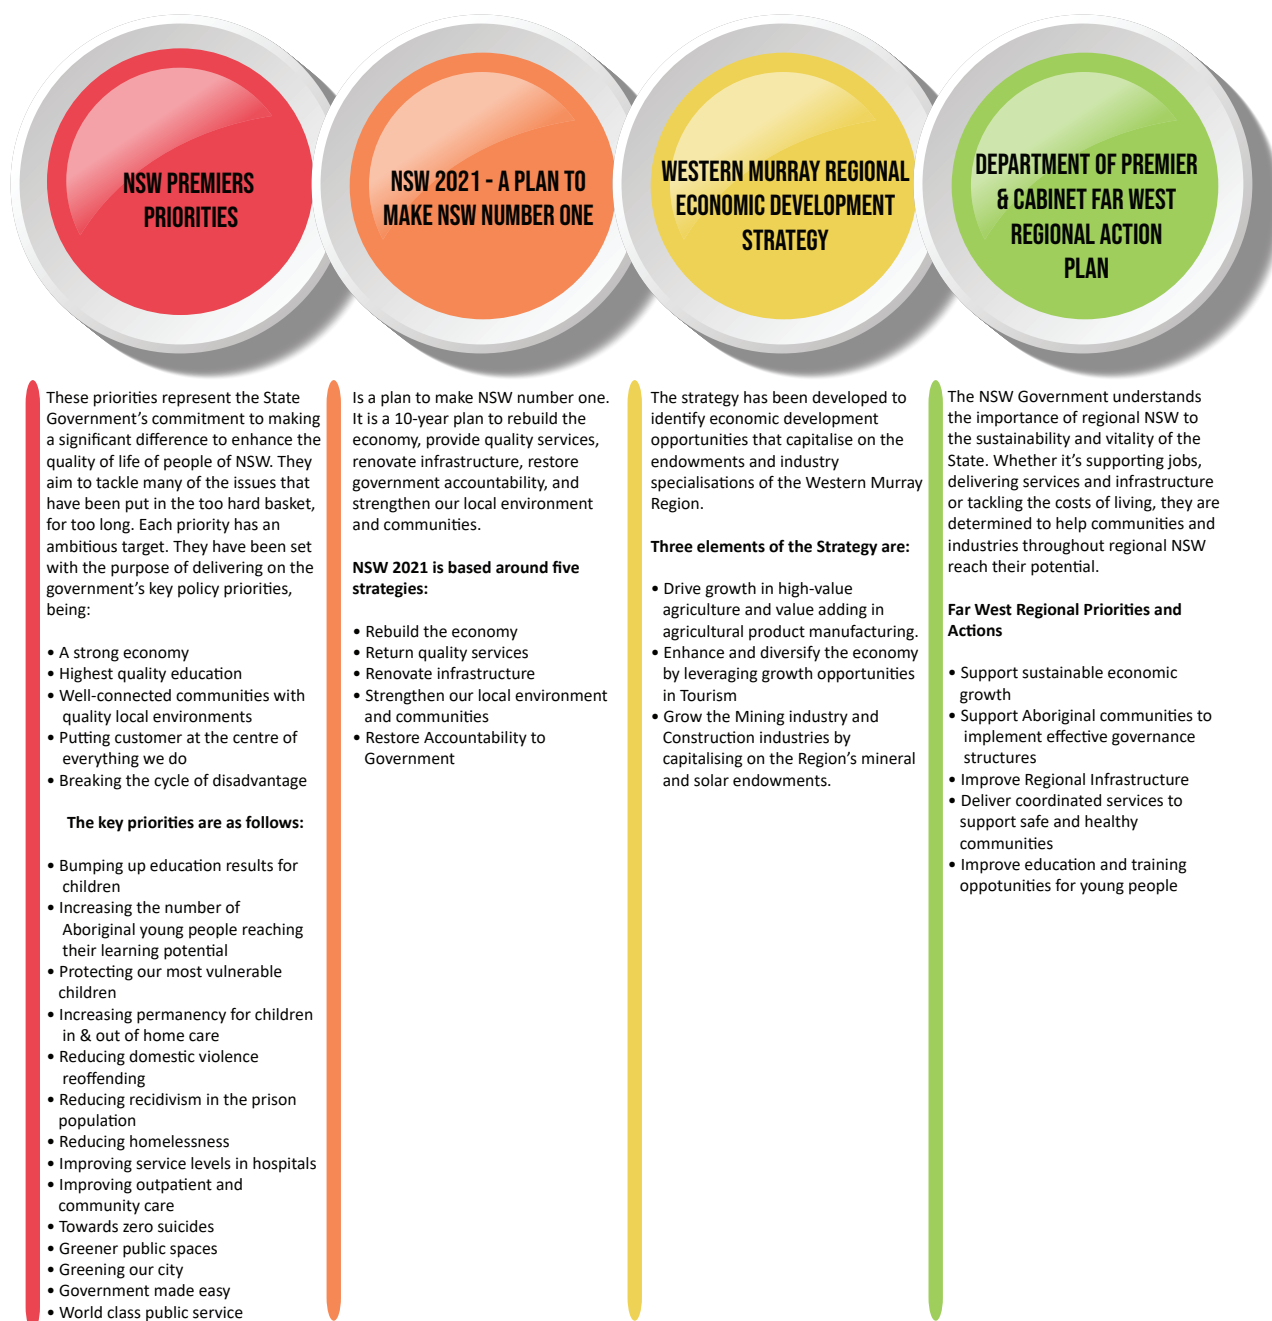 NSW PREMIERS
PRIORITIES
NSW 2021 - A PLAN TO
MAKE NSW NUMBER ONE
WESTERN MURRAY REGIONAL
ECONOMIC DEVELOPMENT
STRATEGY
DEPARTMENT OF PREMIER
& CABINET FAR WEST
REGIONAL ACTION
PLAN
These priorities represent the State
Government's commitment to making
a significant difference to enhance the
quality of life of people of NSW. They
aim to tackle many of the issues that
have been put in the too hard basket,
for too long. Each priority has an
ambitious target. They have been set
with the purpose of delivering on the
government's key policy priorities,
being:
• A strong economy
• Highest quality education
• Well-connected communities with
quality local environments
• Putting customer at the centre of
everything we do
• Breaking the cycle of disadvantage
The key priorities are as follows:
• Bumping up education results for
children
• Increasing the number of
Aboriginal young people reaching
their learning potential
• Protecting our most vulnerable
children
• Increasing permanency for children
in & out of home care
• Reducing domestic violence
reoffending
• Reducing recidivism in the prison
population
• Reducing homelessness
• Improving service levels in hospitals
• Improving outpatient and
community care
• Towards zero suicides
• Greener public spaces
• Greening our city
• Government made easy
• World class public service
Is a plan to make NSW number one.
It is a 10-year plan to rebuild the
economy, provide quality services,
renovate infrastructure, restore
government accountability, and
strengthen our local environment
and communities.
NSW 2021 is based around five
strategies:
• Rebuild the economy
• Return quality services
• Renovate infrastructure
• Strengthen our local environment
and communities
• Restore Accountability to
Government
The strategy has been developed to
identify economic development
opportunities that capitalise on the
endowments and industry
specialisations of the Western Murray
Region.
Three elements of the Strategy are:
• Drive growth in high-value
agriculture and value adding in
agricultural product manufacturing.
• Enhance and diversify the economy
by leveraging growth opportunities
in Tourism
• Grow the Mining industry and
Construction industries by
capitalising on the Region's mineral
and solar endowments.
The NSW Government understands
the importance of regional NSW to
the sustainability and vitality of the
State. Whether it's supporting jobs,
delivering services and infrastructure
or tackling the costs of living, they are
determined to help communities and
industries throughout regional NSW
reach their potential.
Far West Regional Priorities and
Actions
• Support sustainable economic
growth
• Support Aboriginal communities to
implement effective governance
structures
• Improve Regional Infrastructure
• Deliver coordinated services to
support safe and healthy
communities
• Improve education and training
oppotunities for young people